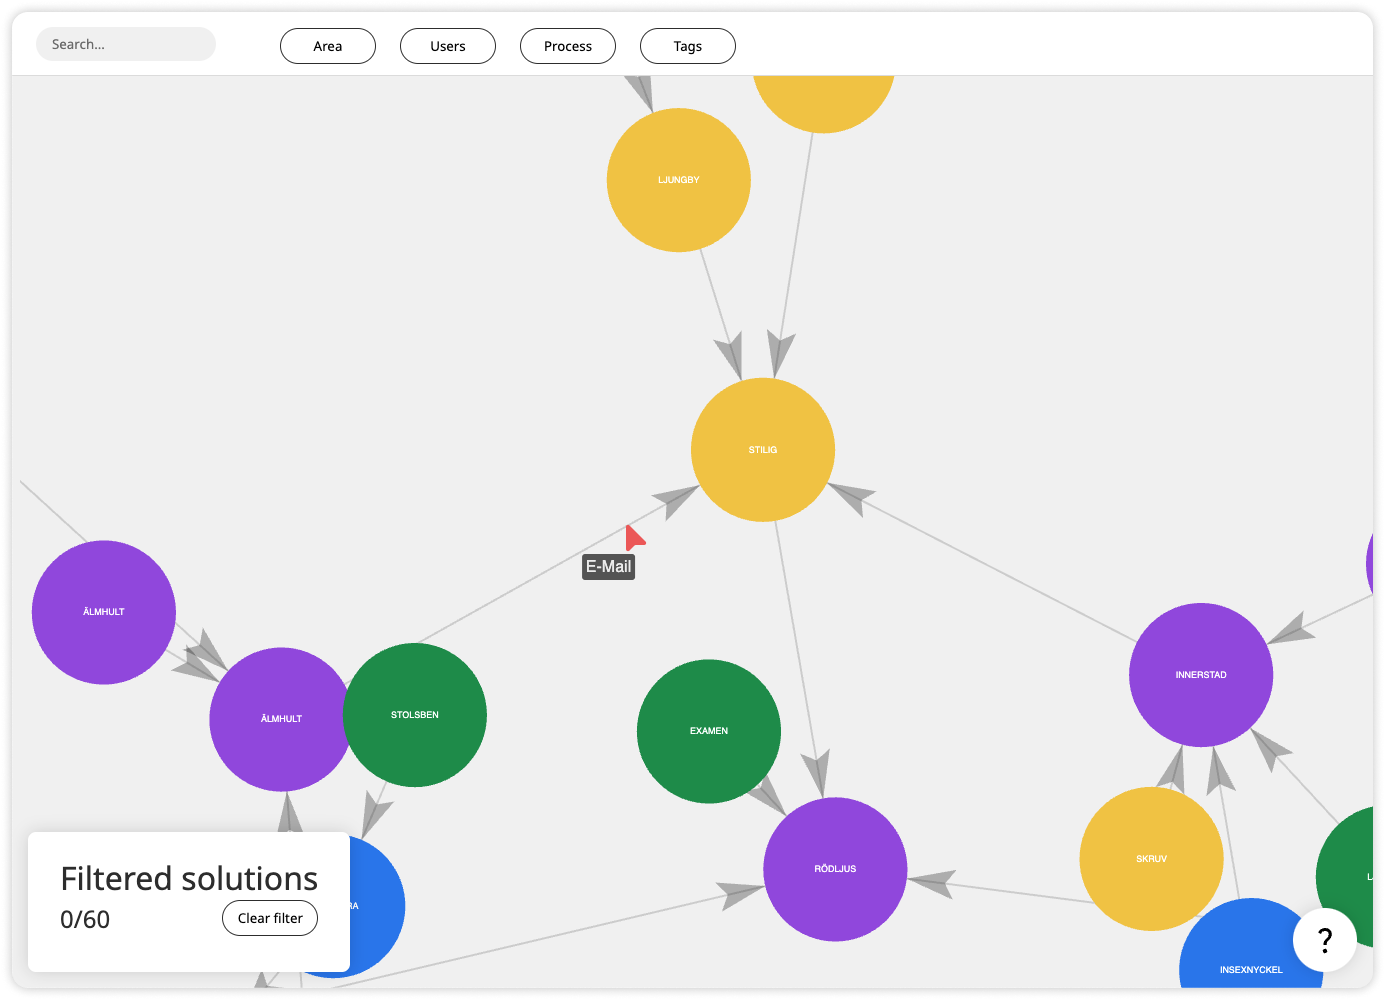 Search...
Area
Users
Process
Tags
LJUNGBY
STILIG
E-Mail
ÄLMHULT
ÄLMHULT
STOLSBEN
EXAMEN
INNERSTAD
RÖDLJUS
SKRUV
INSEXNYCKEL
Filtered solutions
0/60
Clear filter
?